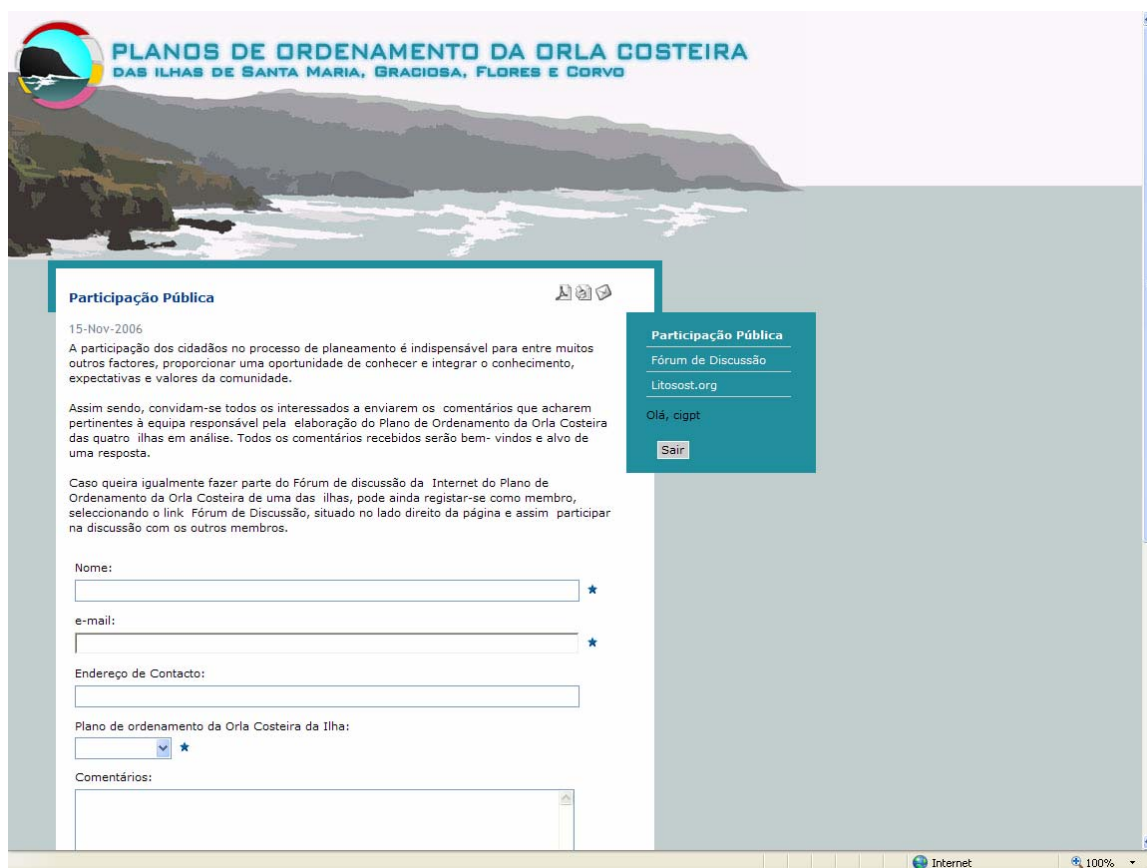 PLANOS DE ORDENAMENTO DA ORLA COSTEIRA
DAS ILHAS DE SANTA MARIA, GRACIOSA, FLORES E CORVO
Participação Pública
15-Nov-2006
A participação dos cidadãos no processo de planeamento é indispensável para entre muitos
outros factores, proporcionar uma oportunidade de conhecer e integrar o conhecimento,
expectativas e valores da comunidade.
Assim sendo, convidam-se todos os interessados a enviarem os comentários que acharem
pertinentes à equipa responsável pela elaboração do Plano de Ordenamento da Orla Costeira
das quatro ilhas em análise. Todos os comentários recebidos serão bem- vindos e alvo de
uma resposta.
Caso queira igualmente fazer parte do Fórum de discussão da Internet do Plano de
Ordenamento da Orla Costeira de uma das ilhas, pode ainda registar-se como membro,
seleccionando o link Fórum de Discussão, situado no lado direito da página e assim participar
na discussão com os outros membros.
Nome:
e-mail:
Endereço de Contacto:
Plano de ordenamento da Orla Costeira da Ilha:
Comentários:
Participação Pública
Fórum de Discussão
Litosost.org
Olá, cigpt
Sair
Internet
100%